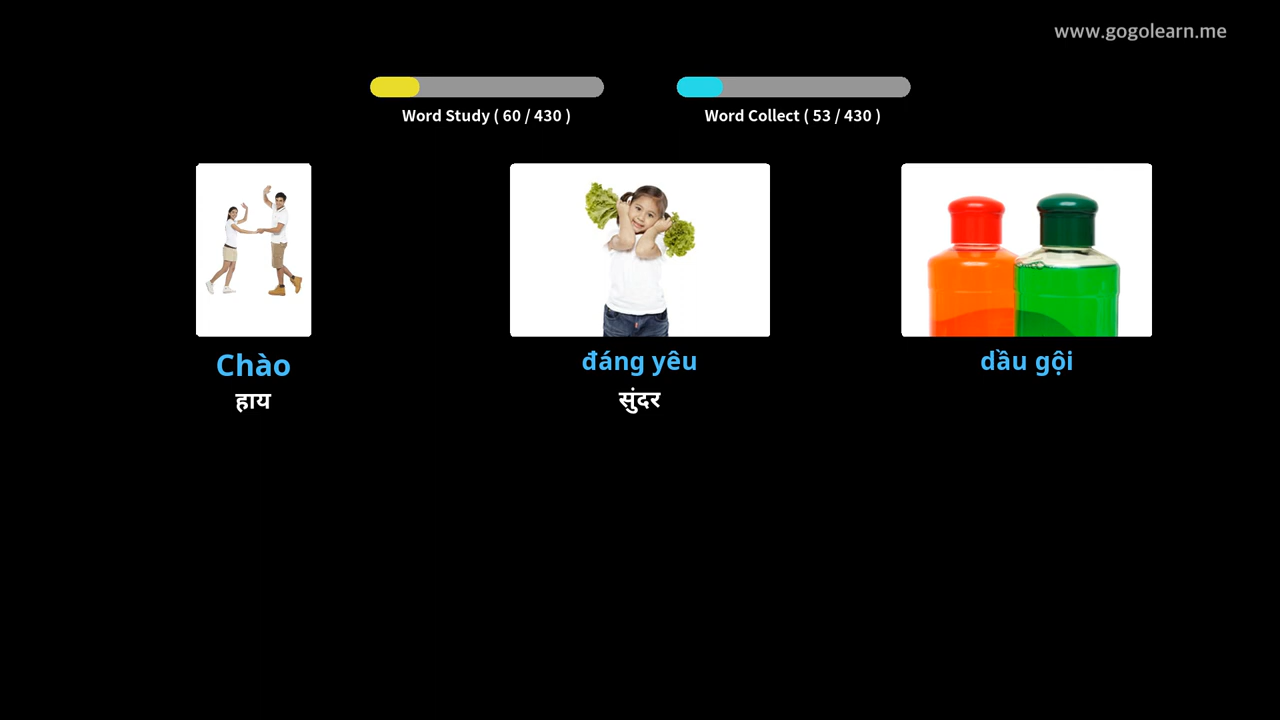 www.gogolearn.me
Word Study ( 60 / 430 )
Word Collect ( 53 / 430 )
Chào
हाय
đáng yêu
सुंदर
dầu gội